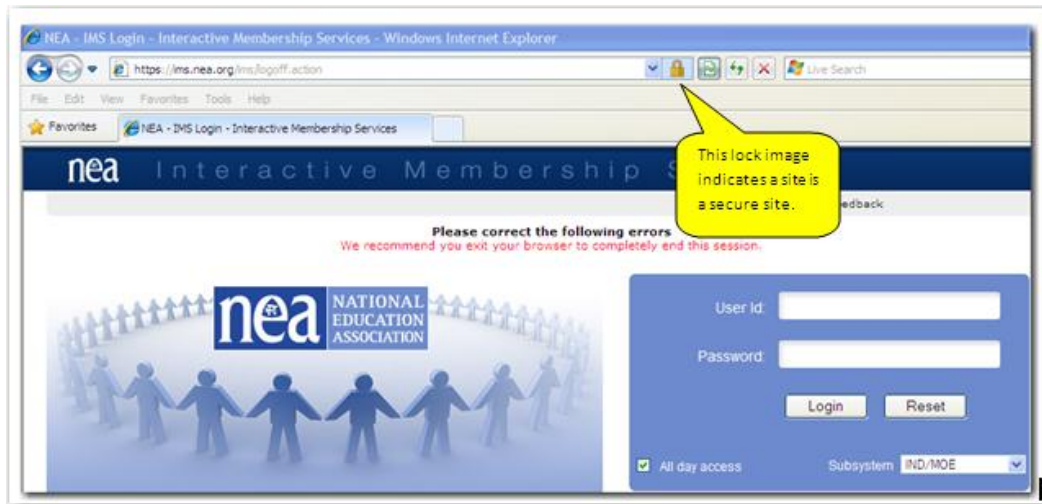 NEA - IMS Login - Interactive Membership Services - Windows Internet Explorer
https://ims.nea.org/ims/logoff.action
Live Search
File Edit View Favorites Tools Help
Favorites
NEA - IMS Login - Interactive Membership Services
nea Interactive Membership S
This lock image
indicates a site is
a secure site.
edback
Please correct the following errors
We recommend you exit your browser to completely end this session.
nea NATIONAL
EDUCATION
ASSOCIATION
User Id:
Password:
Login Reset
All day access Subsystem IND/MOE